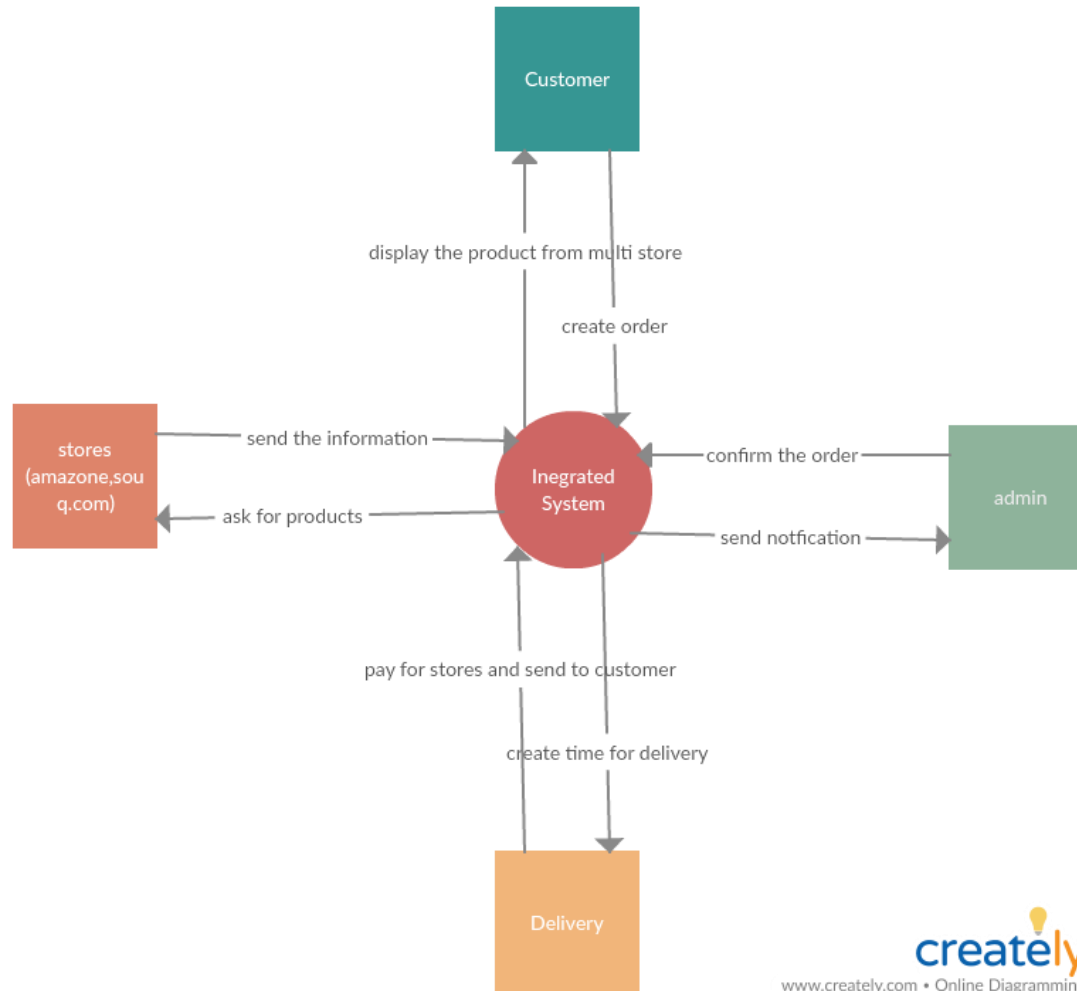 Customer
display the product from multi store
create order
stores
(amazone,sou
q.com)
send the information
Inegrated
System
confirm the order
admin
ask for products
send notfication
pay for stores and send to customer
create time for delivery
Delivery
creately
www.creately.com • Online Diagrammin